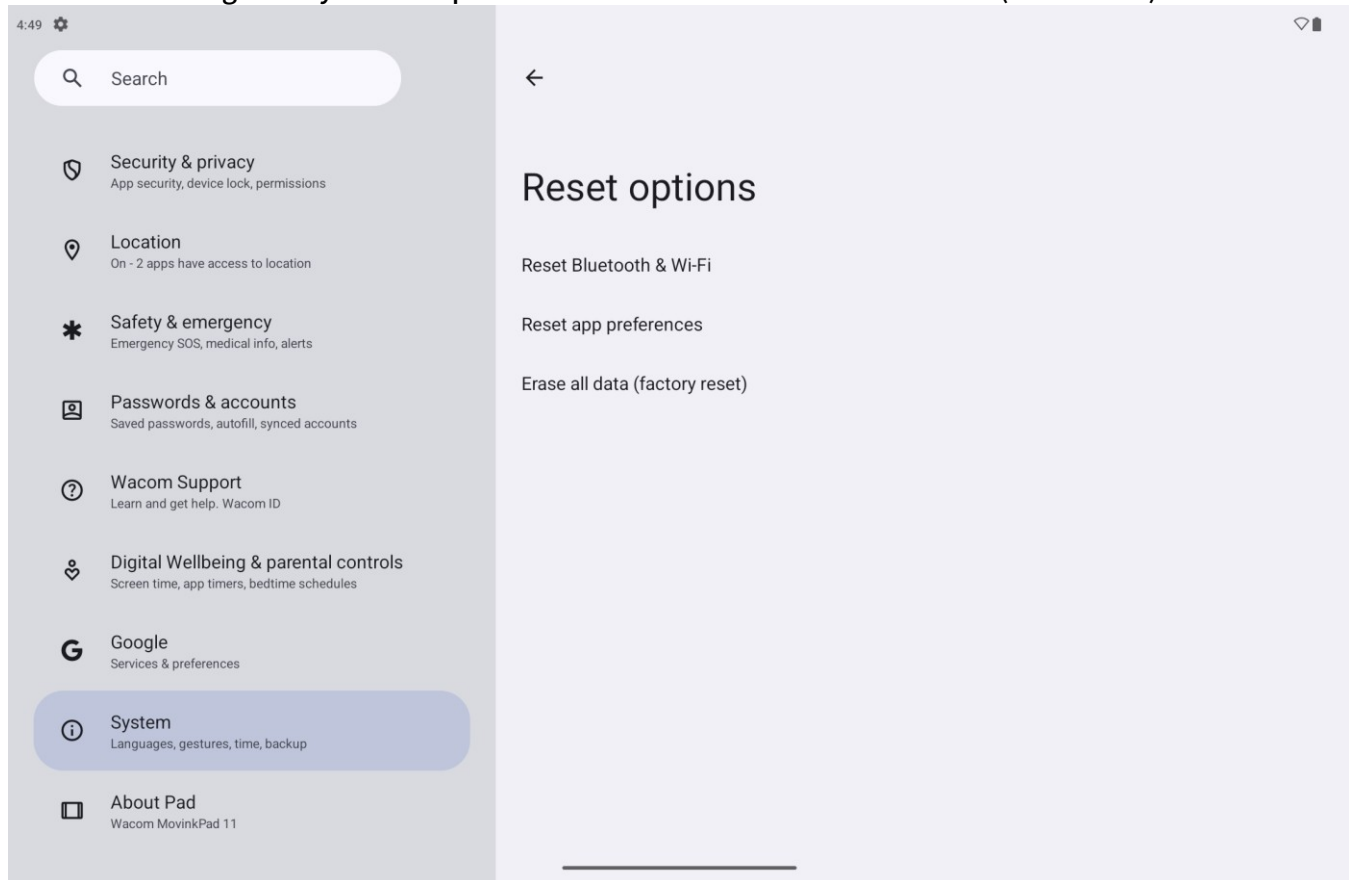 4:49
Search
Security & privacy
App security, device lock, permissions
Location
On - 2 apps have access to location
Safety & emergency
Emergency SOS, medical info, alerts
Passwords & accounts
Saved passwords, autofill, synced accounts
Wacom Support
Learn and get help. Wacom ID
Digital Wellbeing & parental controls
Screen time, app timers, bedtime schedules
Google
Services & preferences
System
Languages, gestures, time, backup
About Pad
Wacom MovinkPad 11
Reset options
Reset Bluetooth & Wi-Fi
Reset app preferences
Erase all data (factory reset)